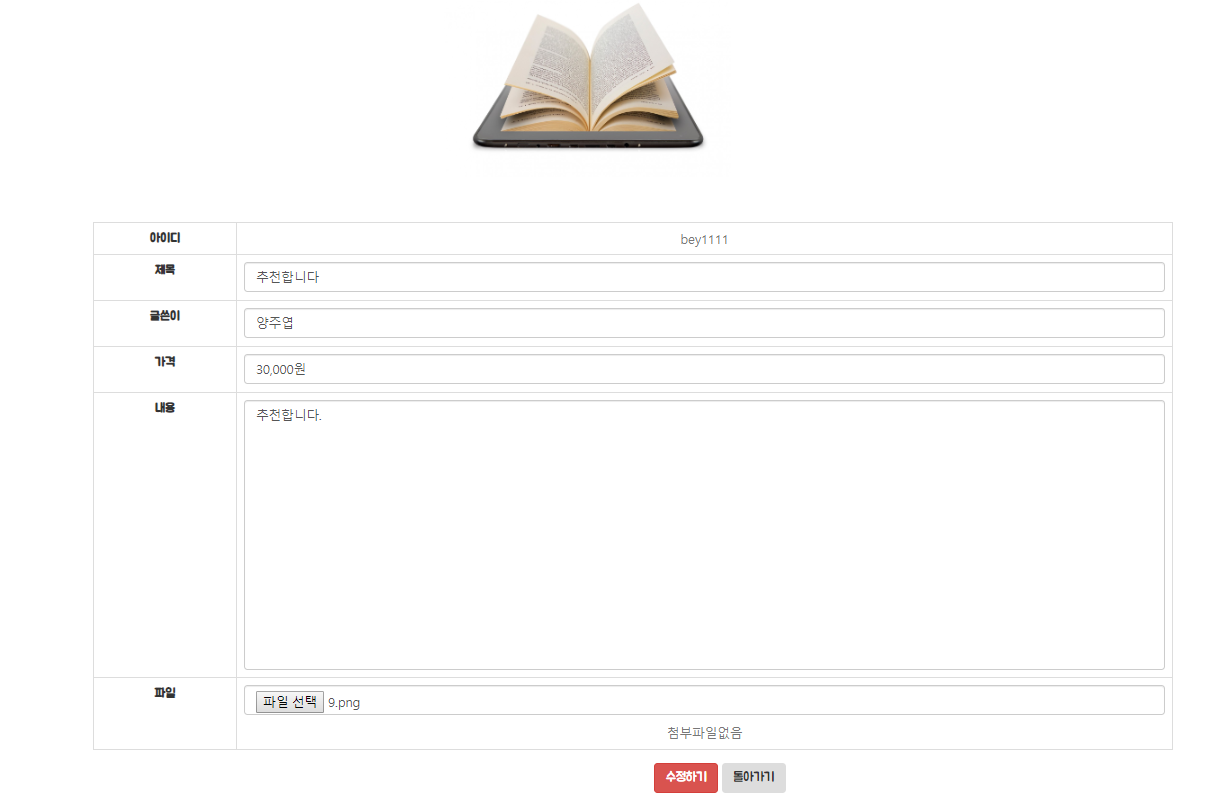 아이디 bey1111
제목 추천합니다
글쓴이 양주엽
가격 30,000원
내용 추천합니다.
파일 파일 선택 9.png
첨부파일없음
수정하기 돌아가기